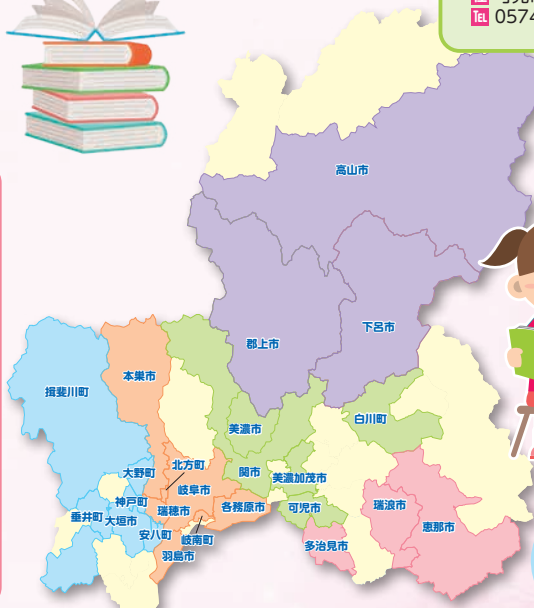 TEL 0574
高山市
下呂市
郡上市
本巣市
揖斐川町
白川町
美濃市
北方町
大野町
関市
美濃加茂市
岐阜市
神戸町
瑞穂市
各務原市
可児市
瑞浪市
垂井町
大垣市
恵那市
安八町
岐南町
多治見市
羽島市